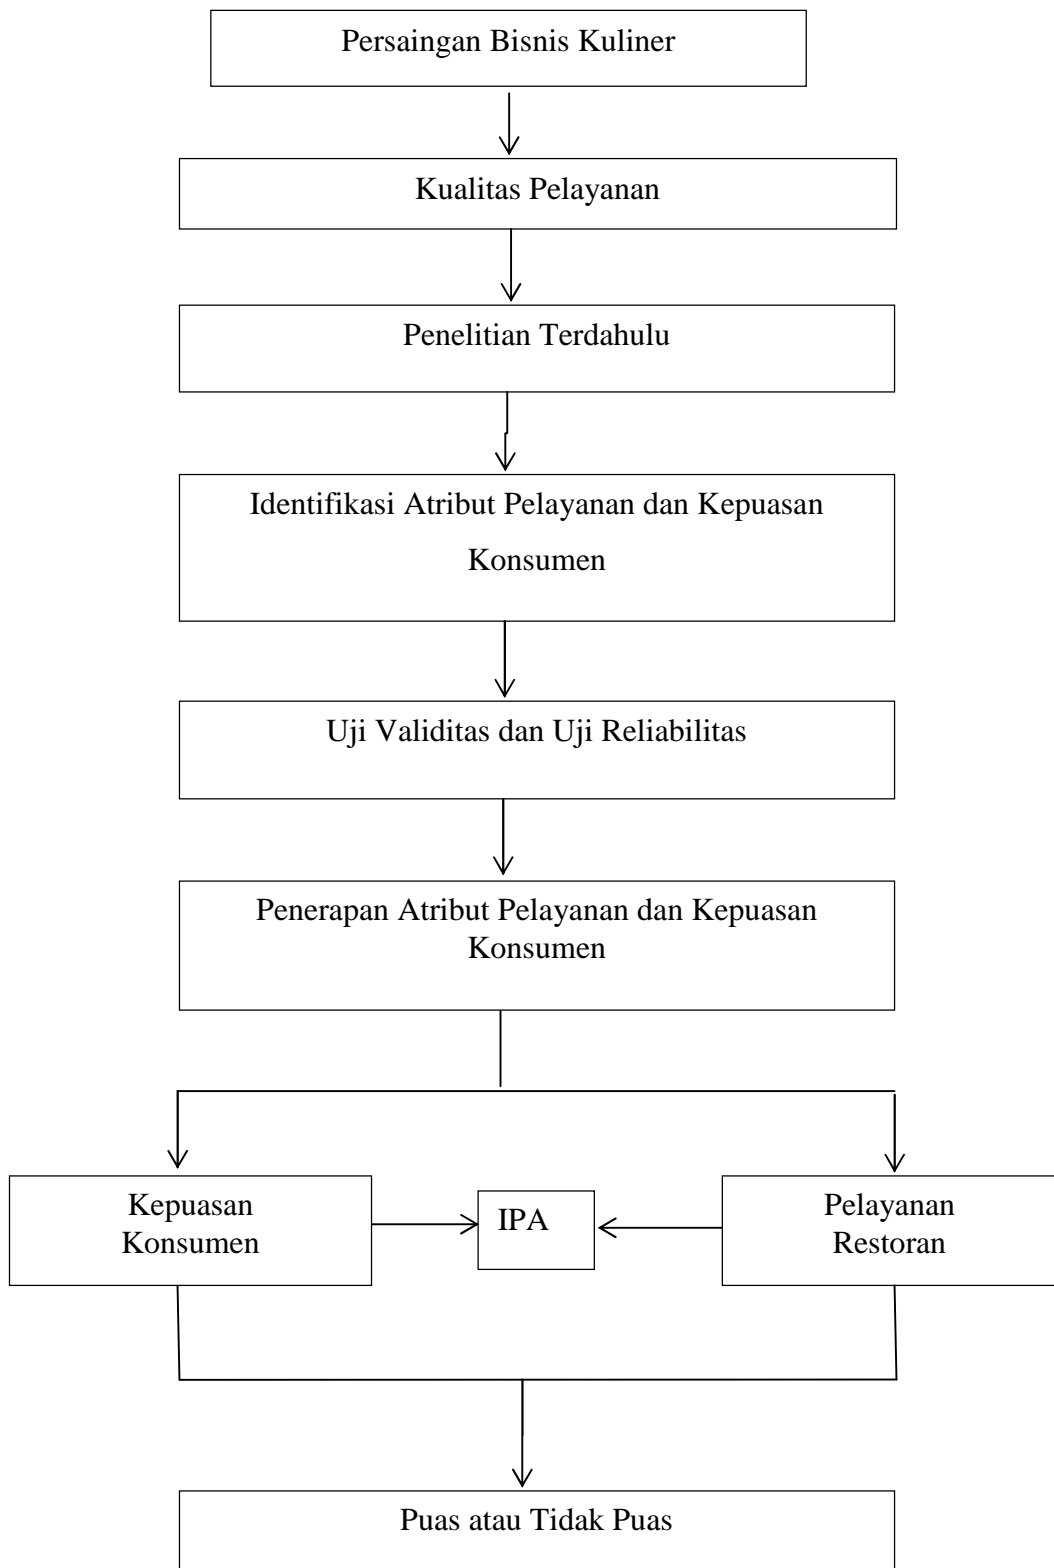 Persaingan Bisnis Kuliner
Kualitas Pelayanan
Penelitian Terdahulu
Identifikasi Atribut Pelayanan dan Kepuasan
Konsumen
Uji Validitas dan Uji Reliabilitas
Penerapan Atribut Pelayanan dan Kepuasan
Konsumen
Kepuasan
Konsumen
IPA
Pelayanan
Restoran
Puas atau Tidak Puas